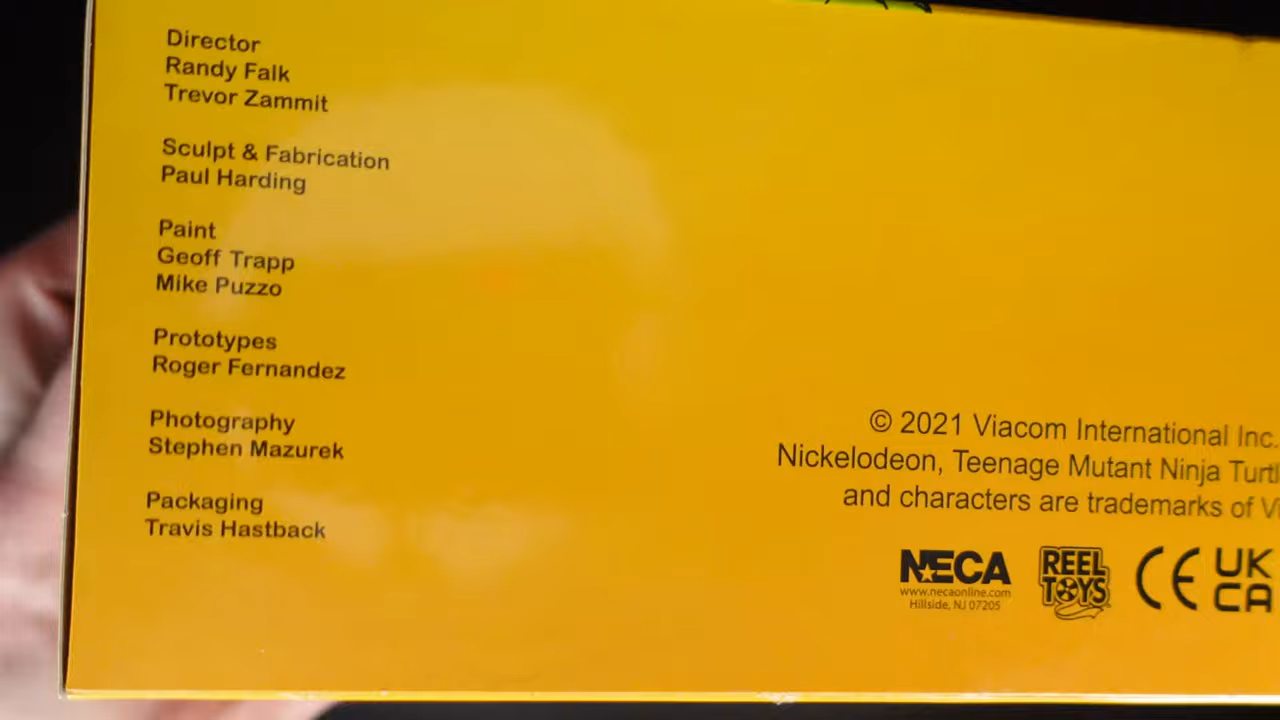 Director
Randy Falk
Trevor Zammit
Sculpt & Fabrication
Paul Harding
Paint
Geoff Trapp
Mike Puzzo
Prototypes
Roger Fernandez
Photography
Stephen Mazurek
Packaging
Travis Hastback
© 2021 Viacom International Inc.
Nickelodeon, Teenage Mutant Ninja Turtl
and characters are trademarks of Vi
NECA
www.necaonline.com
Hillside, NJ 07205
REEL
TOYS
CE
UK
CA